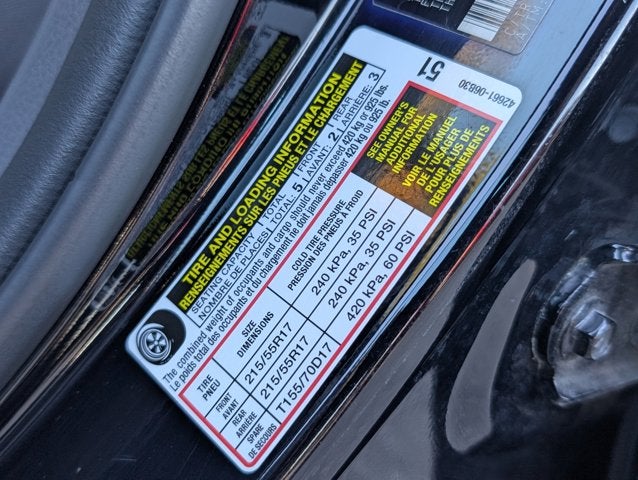 TIRE AND LOADING INFORMATION
RENSEIGNEMENTS SUR LES PNEUS ET LE CHARGEMENT
SEATING CAPACITY TOTAL FRONT REAR
NOMBRE DE PLACES TOTAL: 5 AVANT: 2 ARRIÈRE: 3
The combined weight of occupants and cargo should never exceed 420 kg or 925 lbs.
Le poids total des occupants et du chargement ne doit jamais dépasser 420 kg ou 925 lb.
TIRE SIZE COLD TIRE PRESSURE
PNEU DIMENSIONS PRESSION DES PNEUS À FROID
FRONT
AVANT 215/55R17 240 kPa, 35 PSI
REAR
ARRIÈRE 215/55R17 240 kPa, 35 PSI
SPARE
DE SECOURS T155/70D17 420 kPa, 60 PSI
SEE OWNER'S
MANUAL FOR
ADDITIONAL
INFORMATION
VOIR LE MANUEL
DE L'USAGER
POUR PLUS DE
RENSEIGNEMENTS
51
42661-06B30